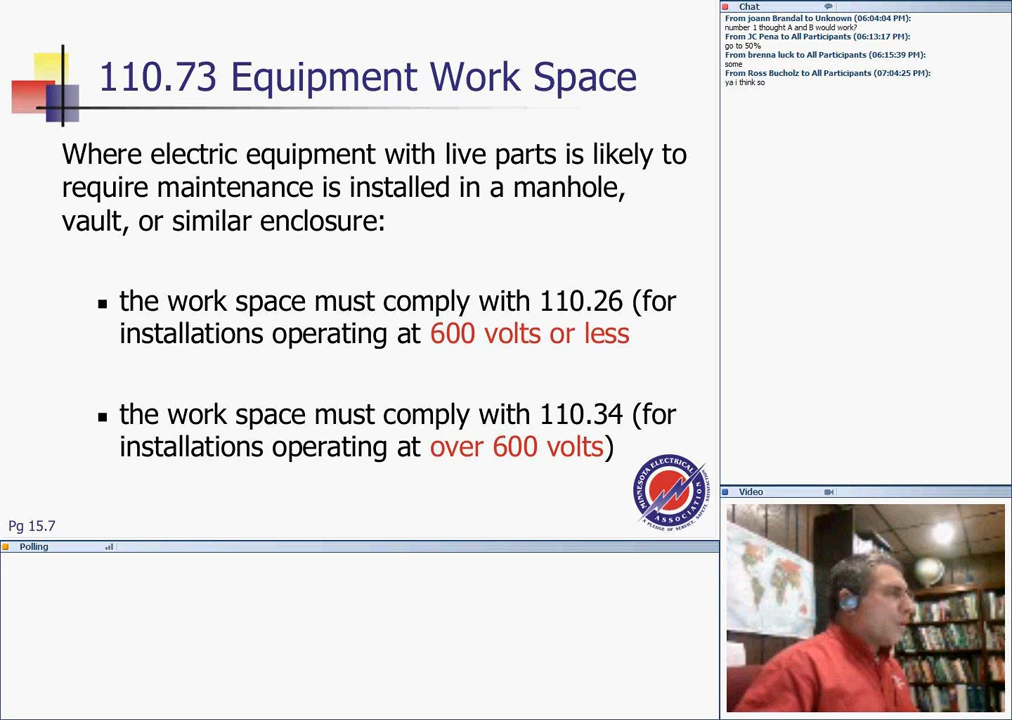 110.73 Equipment Work Space
Where electric equipment with live parts is likely to
require maintenance is installed in a manhole,
vault, or similar enclosure:
■ the work space must comply with 110.26 (for
installations operating at 600 volts or less
■ the work space must comply with 110.34 (for
installations operating at over 600 volts)
MINNESOTA ELECTRICAL
ASSOCIATION
Pg 15.7
Polling
Chat
From joann Brandal to Unknown (06:04:04 PM):
number 1 thought A and B would work?
From JC Pena to All Participants (06:13:17 PM):
go to 50%
From brenna luck to All Participants (06:15:39 PM):
some
From Ross Bucholz to All Participants (07:04:25 PM):
ya i think so
Video